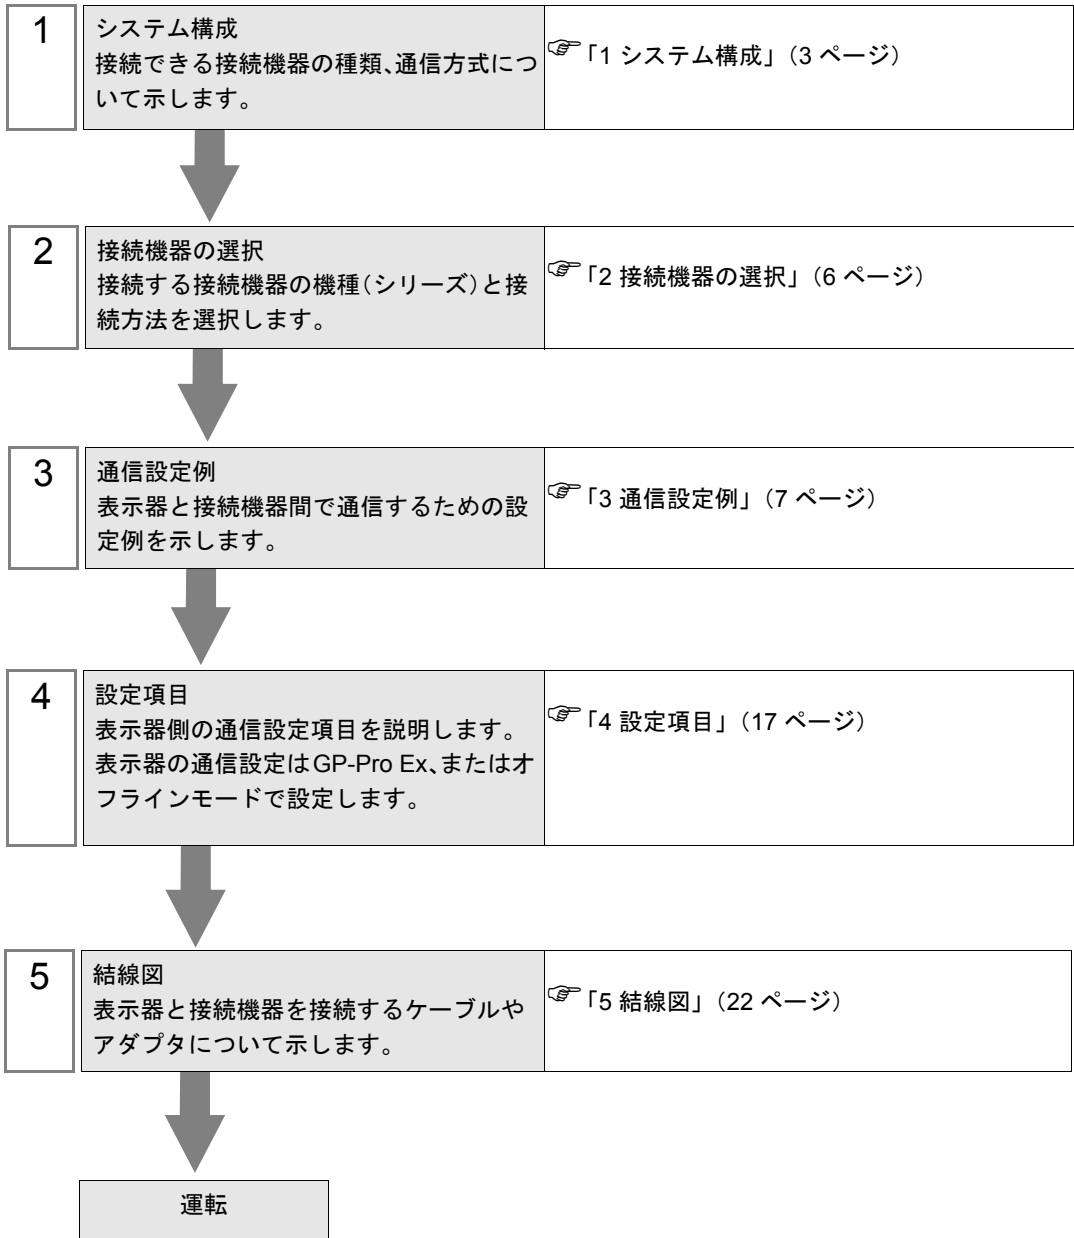 1
システム構成
接続できる接続機器の種類、通信方式につ
いて示します。
☞「1 システム構成」（3 ページ）
2
接続機器の選択
接続する接続機器の機種（シリーズ）と接
続方法を選択します。
☞「2 接続機器の選択」（6 ページ）
3
通信設定例
表示器と接続機器間で通信するための設
定例を示します。
☞「3 通信設定例」（7 ページ）
4
設定項目
表示器側の通信設定項目を説明します。
表示器の通信設定はGP-Pro Ex、またはオ
フラインモードで設定します。
☞「4 設定項目」（17 ページ）
5
結線図
表示器と接続機器を接続するケーブルや
アダプタについて示します。
☞「5 結線図」（22 ページ）
運転